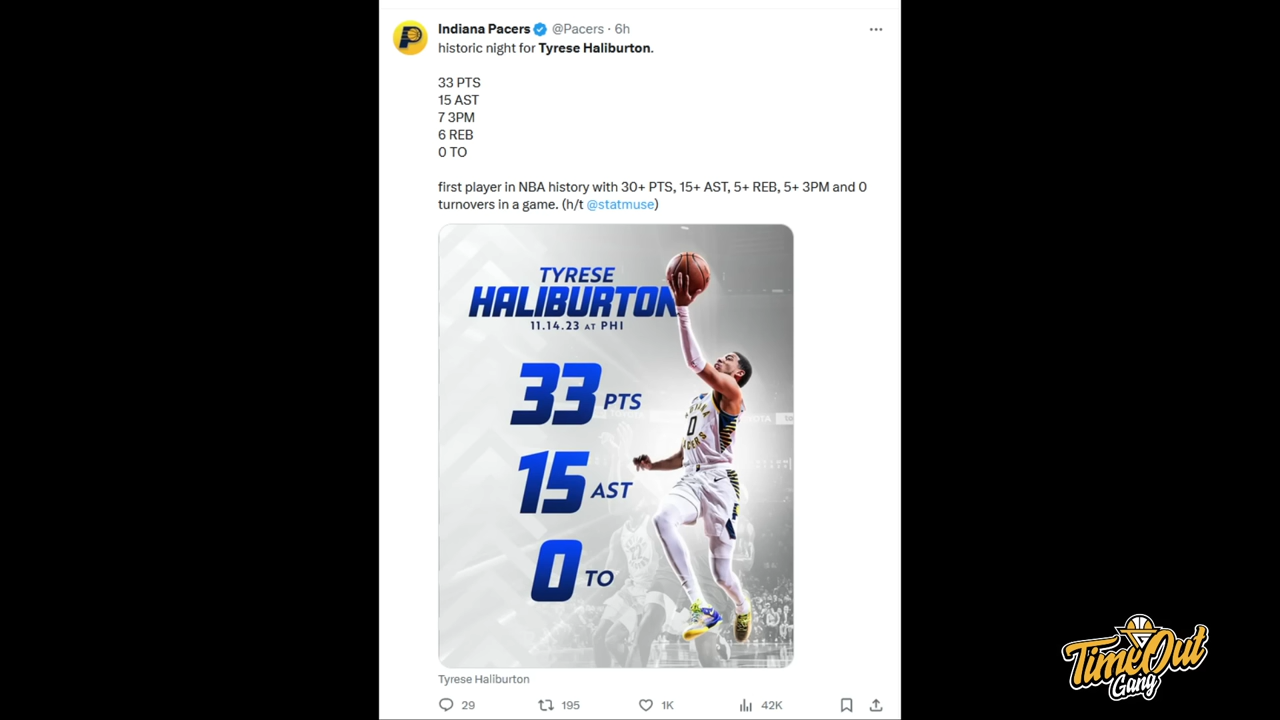 Indiana Pacers @Pacers · 6h
historic night for Tyrese Haliburton.
33 PTS
15 AST
7 3PM
6 REB
0 TO
first player in NBA history with 30+ PTS, 15+ AST, 5+ REB, 5+ 3PM and 0
turnovers in a game. (h/t @statmuse)
TYRESE
HALIBURTON
11.14.23 AT PHI
33 PTS
15 AST
0 TO
INDIANA
0
PACERS
Tyrese Haliburton
29
195
1K
42K
TimeOut
Gang